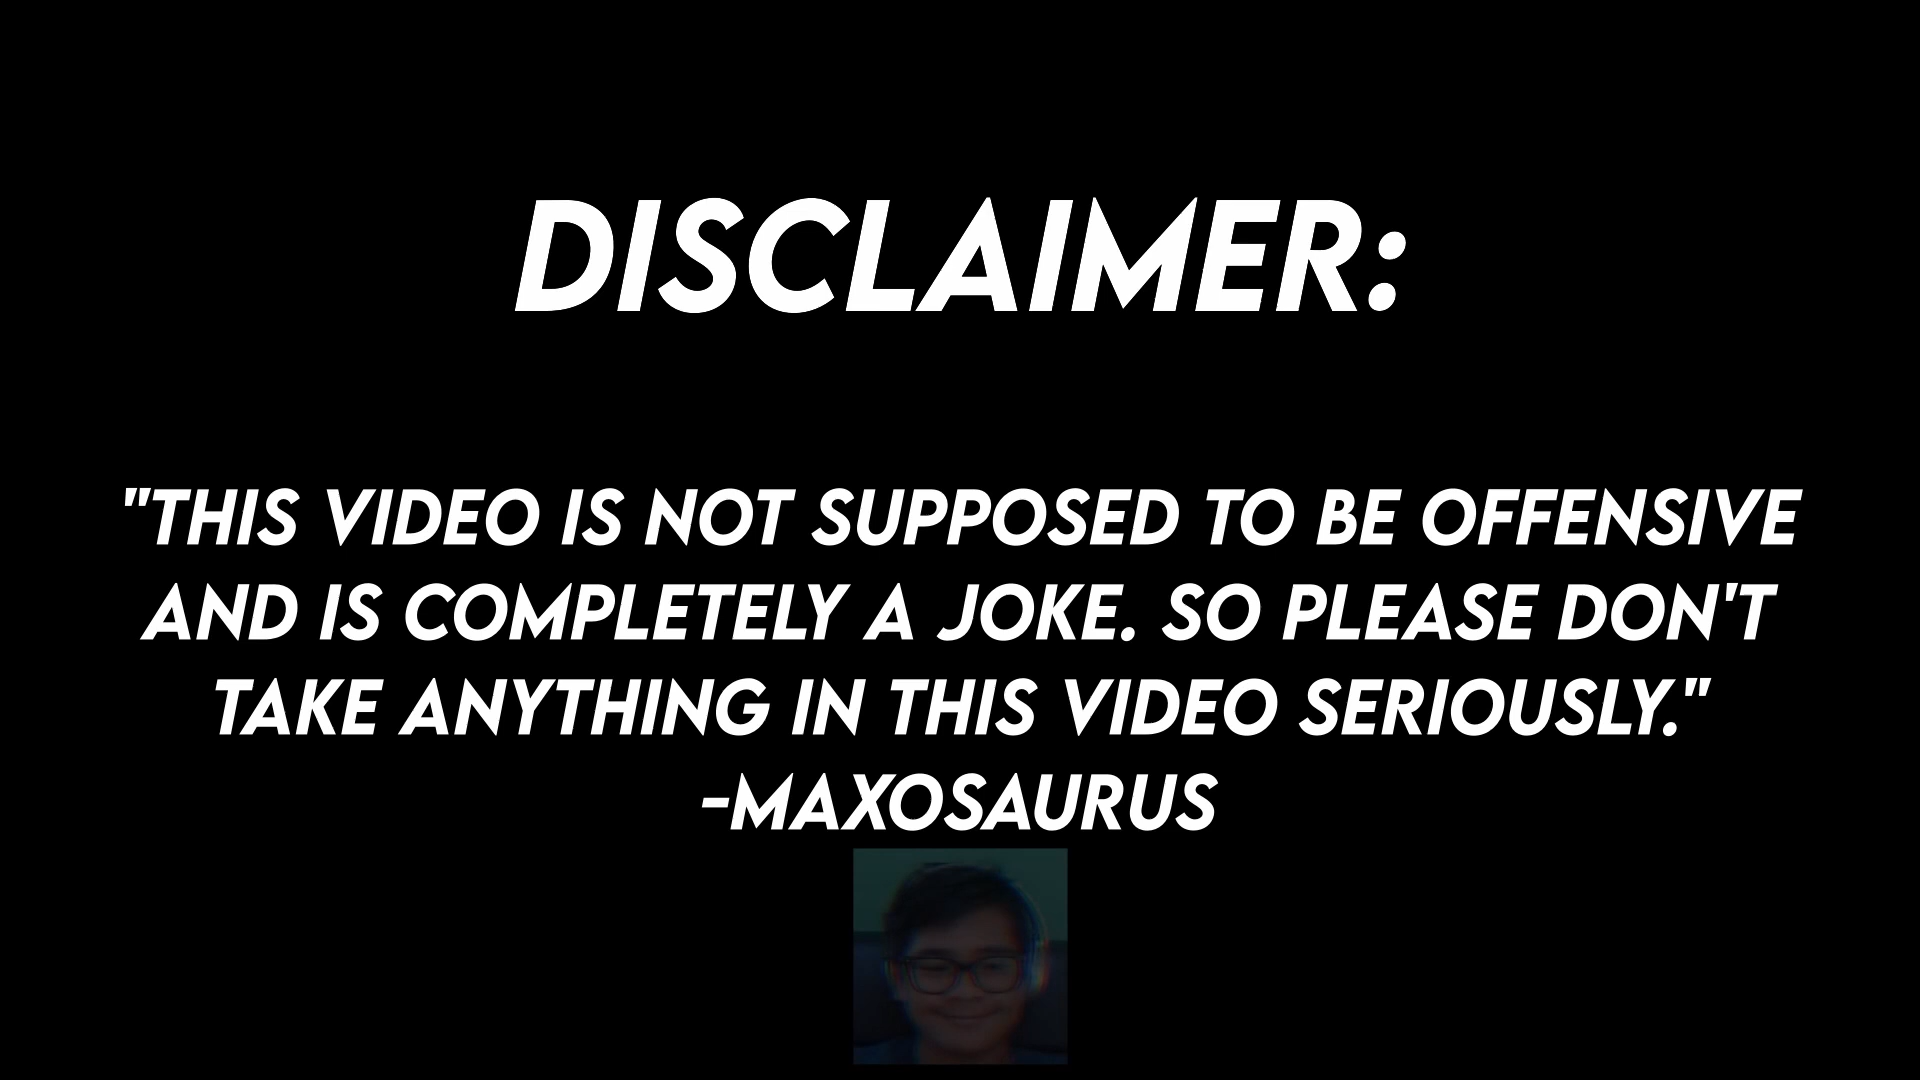 DISCLAIMER:
"THIS VIDEO IS NOT SUPPOSED TO BE OFFENSIVE
AND IS COMPLETELY A JOKE. SO PLEASE DON'T
TAKE ANYTHING IN THIS VIDEO SERIOUSLY."
-MAXOSAURUS